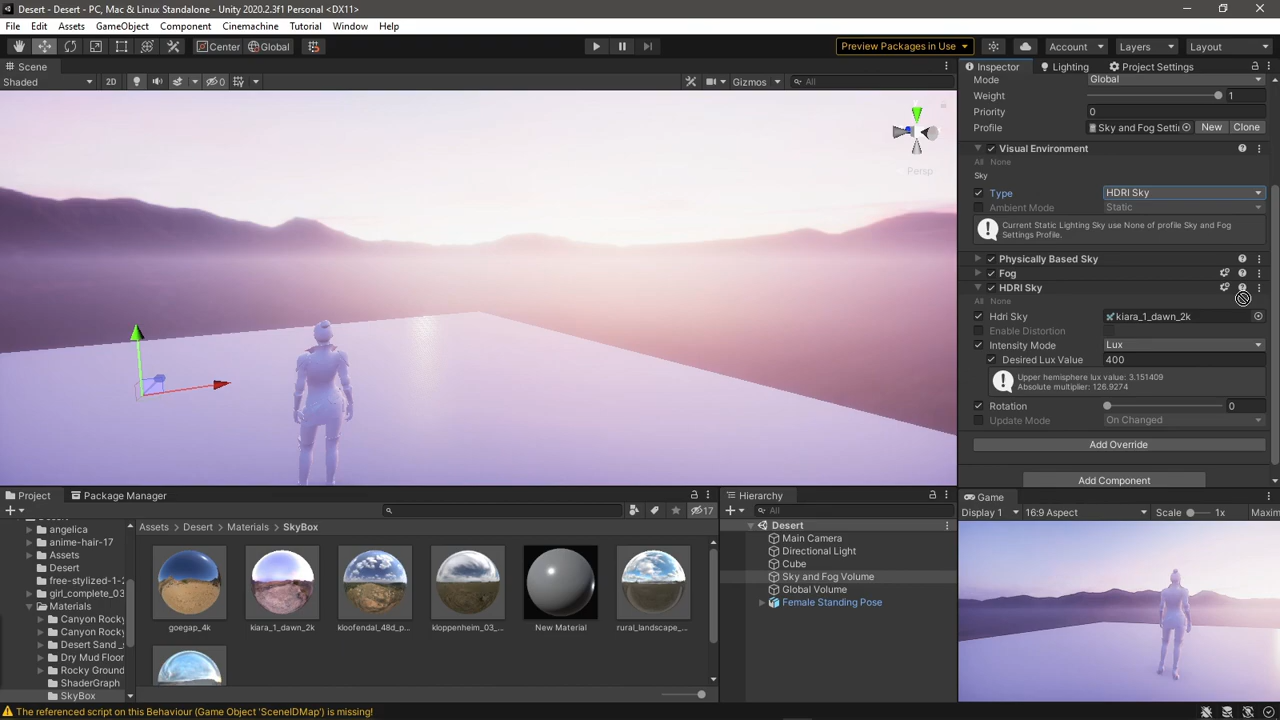 Desert - Desert - PC, Mac & Linux Standalone - Unity 2020.2.3f1 Personal <DX11>
File Edit Assets GameObject Component Cinemachine Tutorial Window Help
Center Global Preview Packages in Use Account Layers Layout
Scene
Shaded 2D 0 Gizmos All
Persp
Inspector Lighting Project Settings
Mode Global
Weight 1
Priority 0
Profile Sky and Fog Settin New Clone
Visual Environment
All None
Sky
Type HDRI Sky
Ambient Mode Static
Current Static Lighting Sky use None of profile Sky and Fog
Settings Profile.
Physically Based Sky
Fog
HDRI Sky
All None
Hdri Sky kiara_1_dawn_2k
Enable Distortion
Intensity Mode Lux
Desired Lux Value 400
Upper hemisphere lux value: 3.151409
Absolute multiplier: 126.9274
Rotation 0
Update Mode On Changed
Add Override
Add Component
Project Package Manager
17
angelica
anime-hair-17
Assets
Desert
free-stylized-1-2
girl_complete_03
Materials
Canyon Rocky
Canyon Rocky
Desert Sand_
Dry Mud Floor
Rocky Ground
ShaderGraph
SkyBox
Assets > Desert > Materials > SkyBox
goegap_4k kiara_1_dawn_2k kloofendal_48d_p... kloppenheim_03_... New Material rural_landscape_...
Hierarchy
All
Desert
Main Camera
Directional Light
Cube
Sky and Fog Volume
Global Volume
Female Standing Pose
Game
Display 1 16:9 Aspect Scale 1x Maxim
The referenced script on this Behaviour (Game Object 'SceneIDMap') is missing!